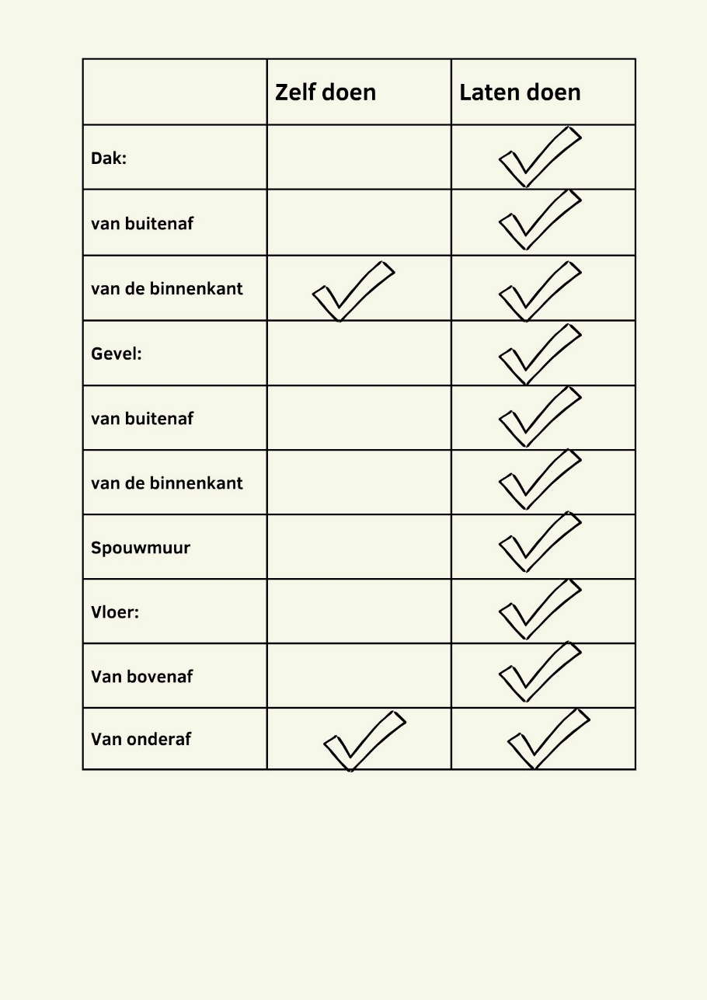 Zelf doen
Laten doen
Dak:
van buitenaf
van de binnenkant
Gevel:
van buitenaf
van de binnenkant
Spouwmuur
Vloer:
Van bovenaf
Van onderaf